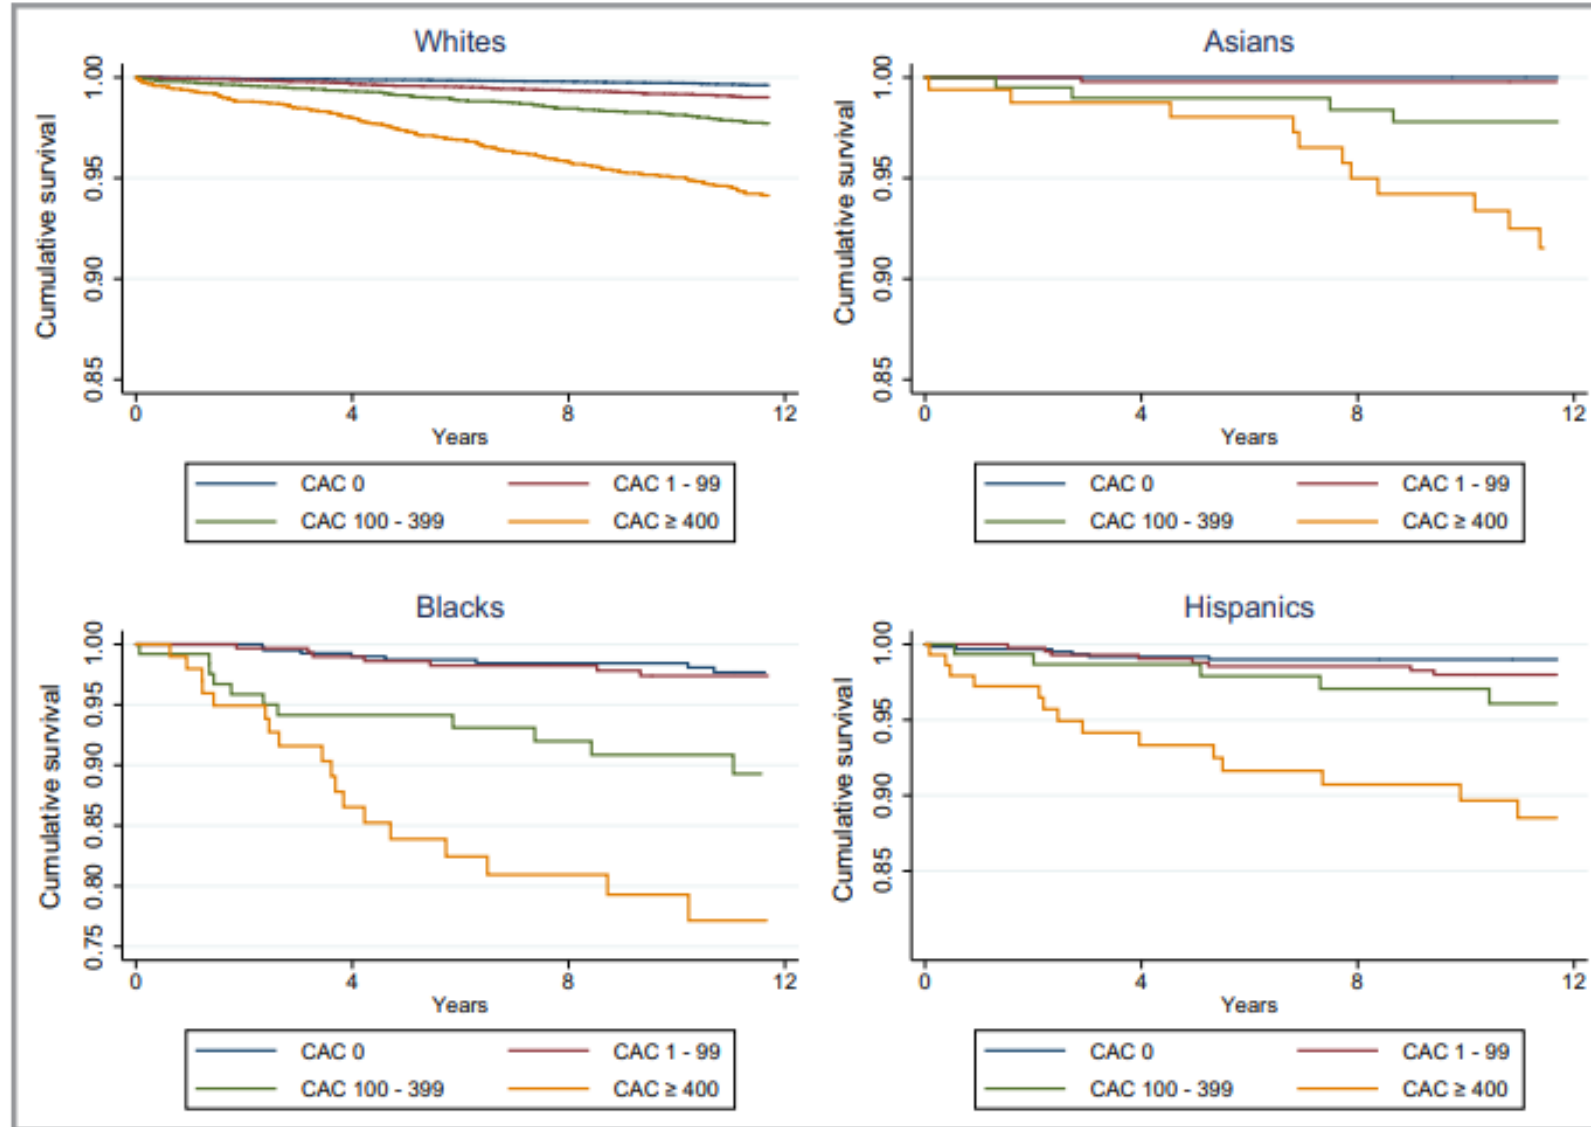 Whites
Cumulative survival
1.00
0.95
0.90
0.85
0 4 8 12
Years
CAC 0 CAC 1 - 99
CAC 100 - 399 CAC ≥ 400
Asians
Cumulative survival
1.00
0.95
0.90
0.85
0 4 8 12
Years
CAC 0 CAC 1 - 99
CAC 100 - 399 CAC ≥ 400
Blacks
Cumulative survival
1.00
0.95
0.90
0.85
0.80
0.75
0 4 8 12
Years
CAC 0 CAC 1 - 99
CAC 100 - 399 CAC ≥ 400
Hispanics
Cumulative survival
1.00
0.95
0.90
0.85
0 4 8 12
Years
CAC 0 CAC 1 - 99
CAC 100 - 399 CAC ≥ 400